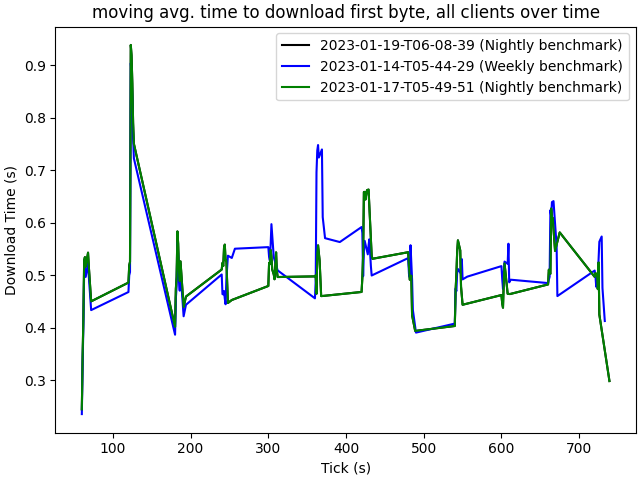 moving avg. time to download first byte, all clients over time
2023-01-19-T06-08-39 (Nightly benchmark)
2023-01-14-T05-44-29 (Weekly benchmark)
2023-01-17-T05-49-51 (Nightly benchmark)
Download Time (s)
0.9
0.8
0.7
0.6
0.5
0.4
0.3
100 200 300 400 500 600 700
Tick (s)